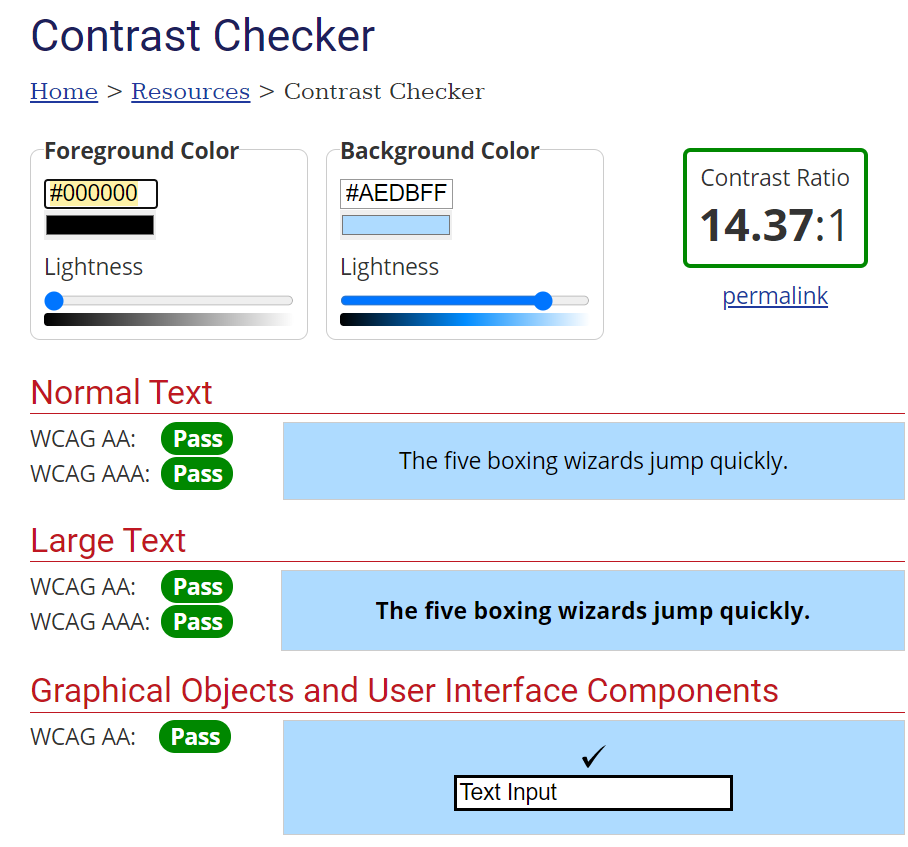 Contrast Checker
Home > Resources > Contrast Checker
Foreground Color
#000000
Lightness
Background Color
#AEDBFF
Lightness
Contrast Ratio
14.37:1
permalink
Normal Text
WCAG AA: Pass
WCAG AAA: Pass
The five boxing wizards jump quickly.
Large Text
WCAG AA: Pass
WCAG AAA: Pass
The five boxing wizards jump quickly.
Graphical Objects and User Interface Components
WCAG AA: Pass
✓
Text Input